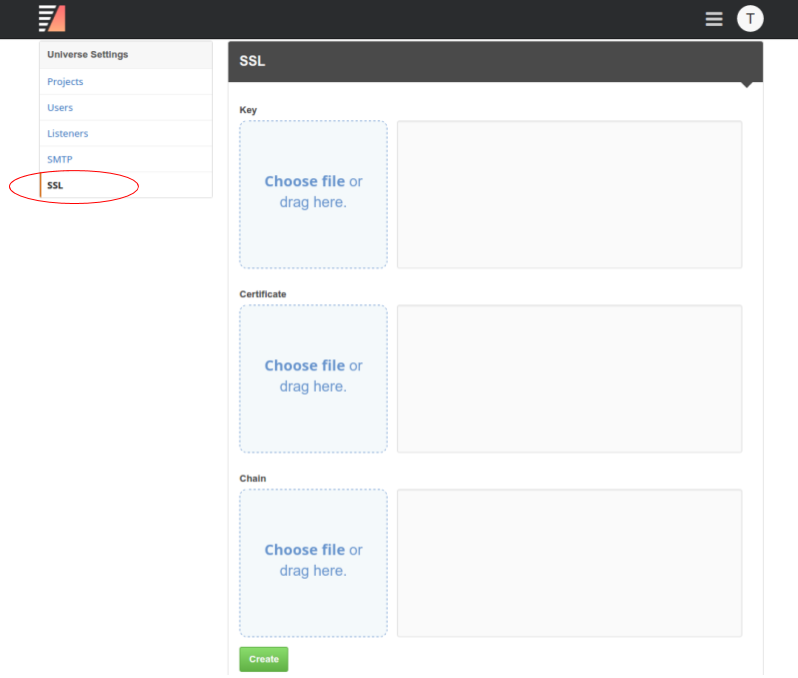 T
Universe Settings
Projects
Users
Listeners
SMTP
SSL
SSL
Key
Choose file or
drag here.
Certificate
Choose file or
drag here.
Chain
Choose file or
drag here.
Create